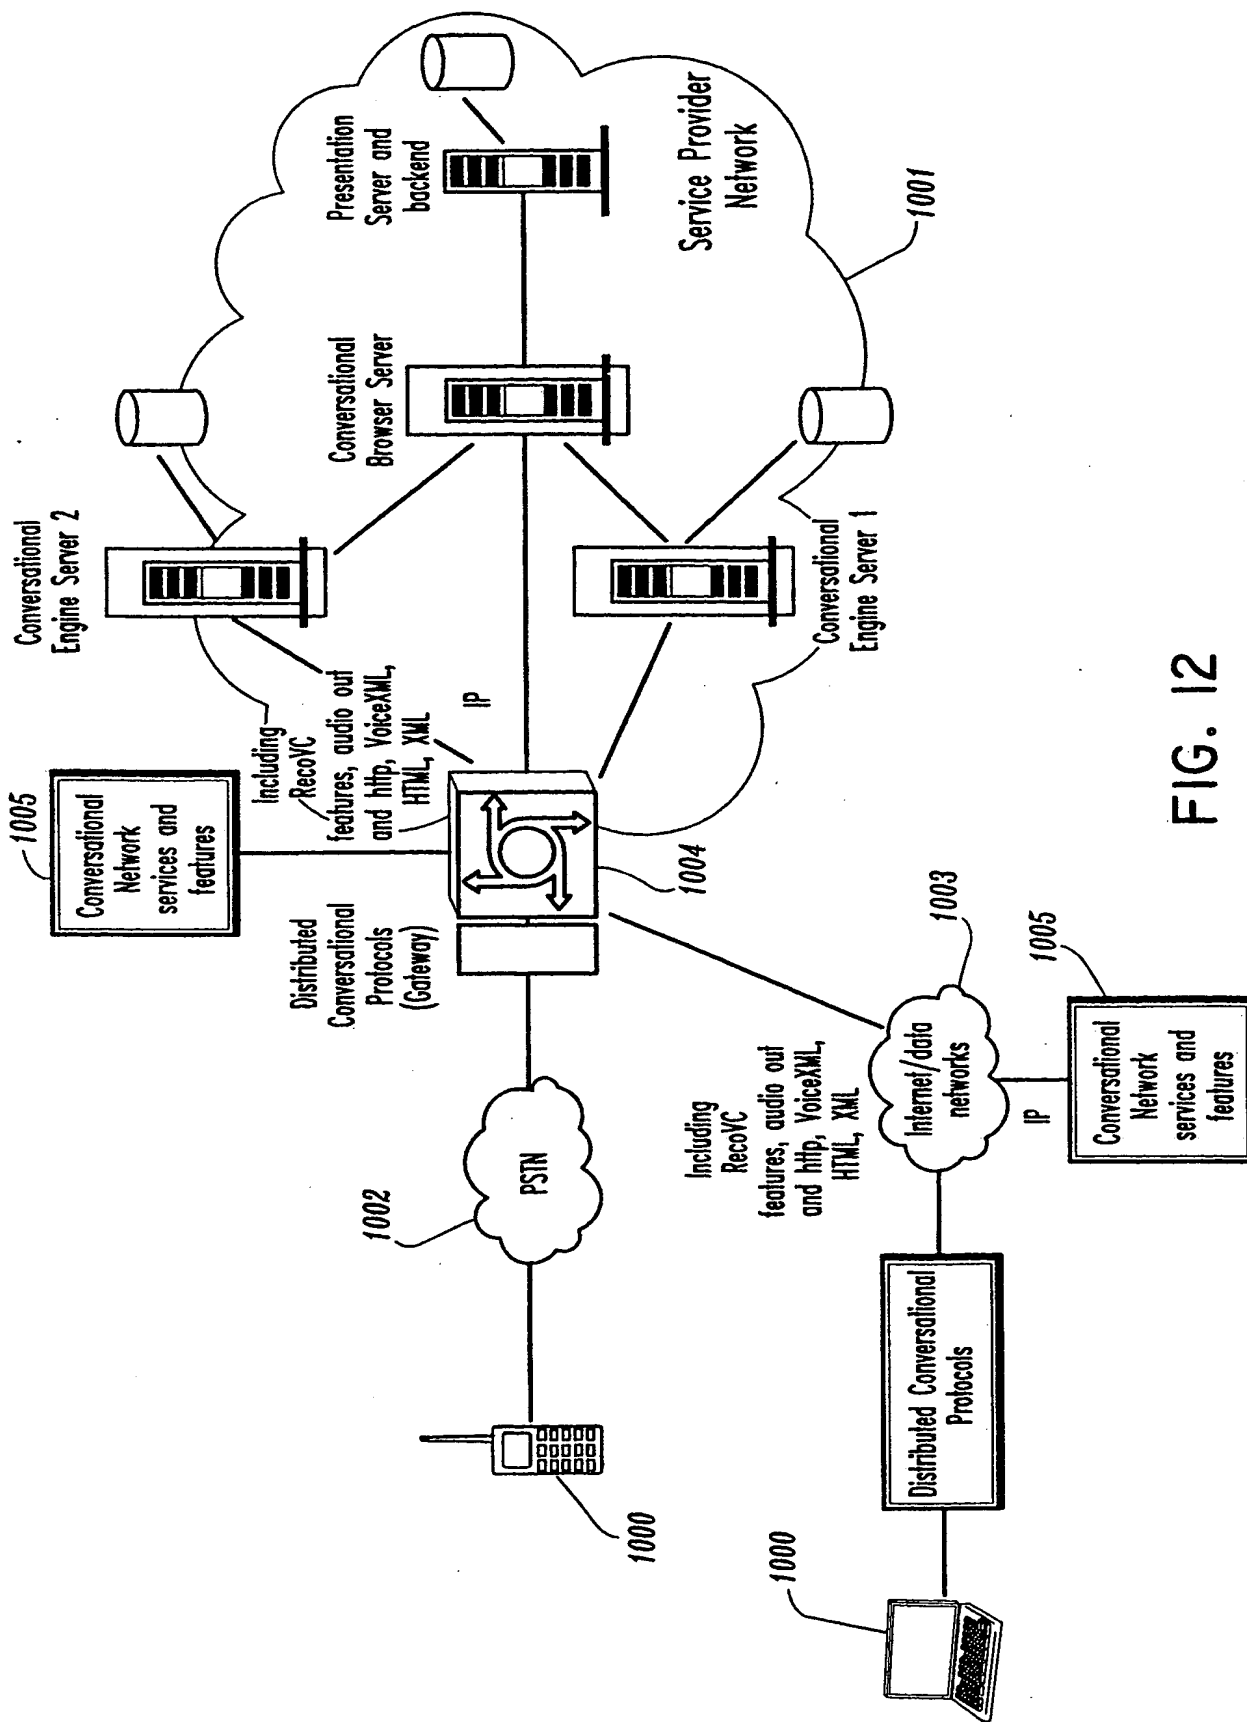 Conversational
Engine Server 2
Conversational
Browser Server
Presentation
Server and
backend
Service Provider
Network
1001
1005
Conversational
Network
services and
features
Including
RecoVC
features, audio out
and http, VoiceXML,
HTML, XML
IP
Distributed
Conversational
Protocols
(Gateway)
1004
Conversational
Engine Server 1
1002
PSTN
1000
Including
RecoVC
features, audio out
and http, VoiceXML,
HTML, XML
1003
Internet/data
networks
IP
1005
Conversational
Network
services and
features
Distributed Conversational
Protocols
1000
FIG. 12